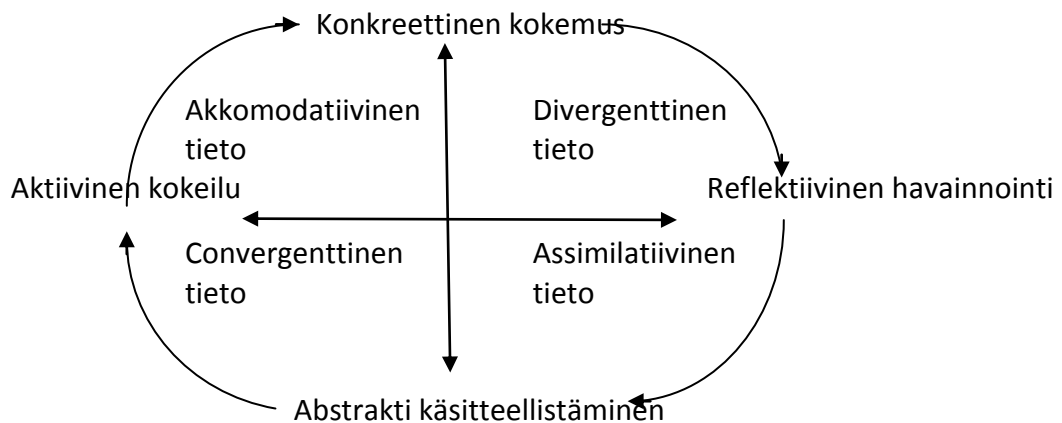 Konkreettinen kokemus
Akkomodatiivinen
tieto
Divergenttinen
tieto
Aktiivinen kokeilu
Reflektiivinen havainnointi
Convergenttinen
tieto
Assimilatiivinen
tieto
Abstrakti käsitteellistäminen